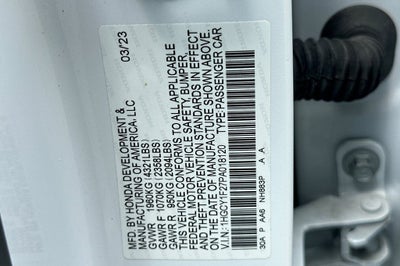 MFD. BY HONDA DEVELOPMENT & 03/23
MANUFACTURING OF AMERICA, LLC
GVWR 1960KG (4321LBS)
GAWR F 1070KG (2358LBS)
GAWR R 950KG (2094LBS)
THIS VEHICLE CONFORMS TO ALL APPLICABLE
FEDERAL MOTOR VEHICLE SAFETY, BUMPER,
AND THEFT PREVENTION STANDARDS IN EFFECT
ON THE DATE OF MANUFACTURE SHOWN ABOVE.
V.I.N.: 1HGCY1F27PA018120 TYPE:PASSENGER CAR
30A P AA6 NH883P A A